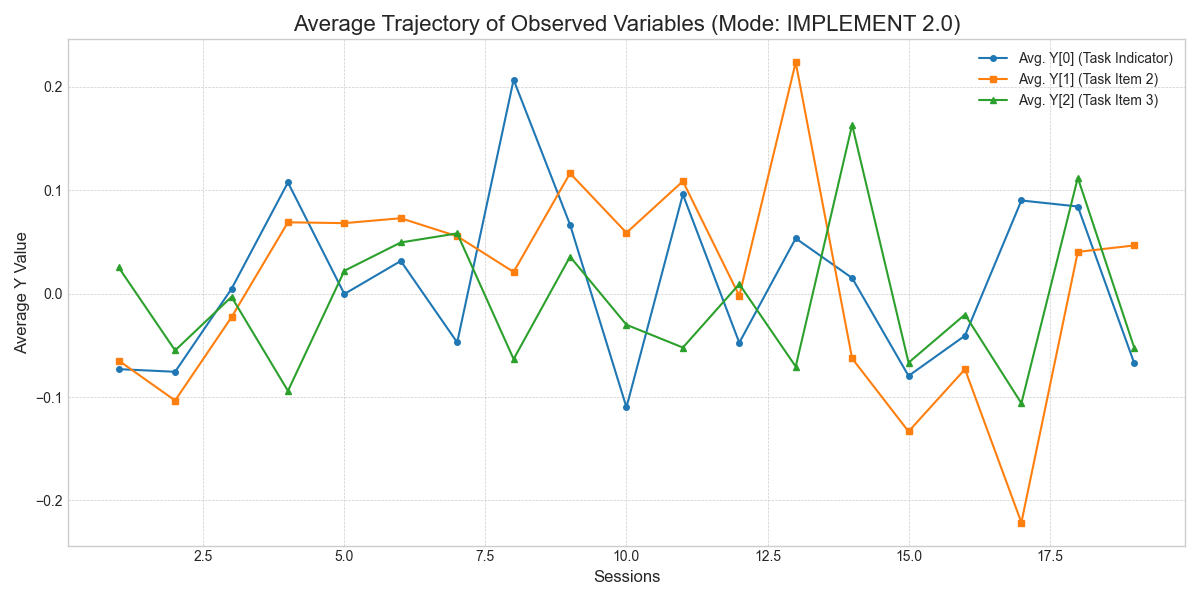 Average Trajectory of Observed Variables (Mode: IMPLEMENT 2.0)
Avg. Y[0] (Task Indicator)
Avg. Y[1] (Task Item 2)
Avg. Y[2] (Task Item 3)
Average Y Value
0.2
0.1
0.0
−0.1
−0.2
2.5
5.0
7.5
10.0
12.5
15.0
17.5
Sessions